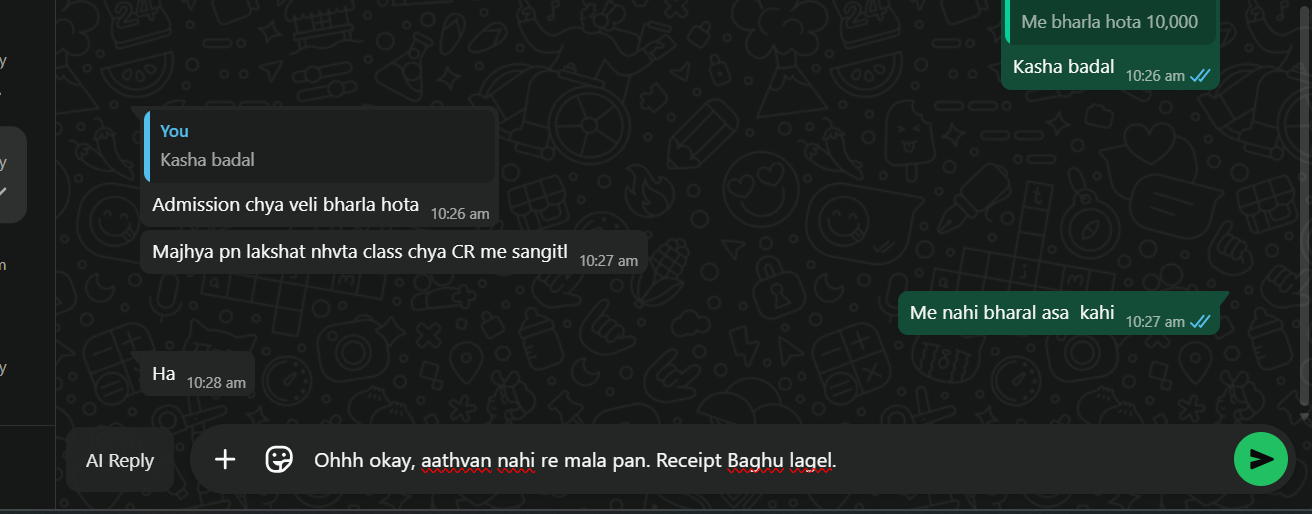 Me bharla hota 10,000
Kasha badal
10:26 am
You
Kasha badal
Admission chya veli bharla hota
10:26 am
Majhya pn lakshat nhvta class chya CR me sangitl
10:27 am
Me nahi bharal asa  kahi
10:27 am
Ha
10:28 am
AI Reply
Ohhh okay, aathvan nahi re mala pan. Receipt Baghu lagel.